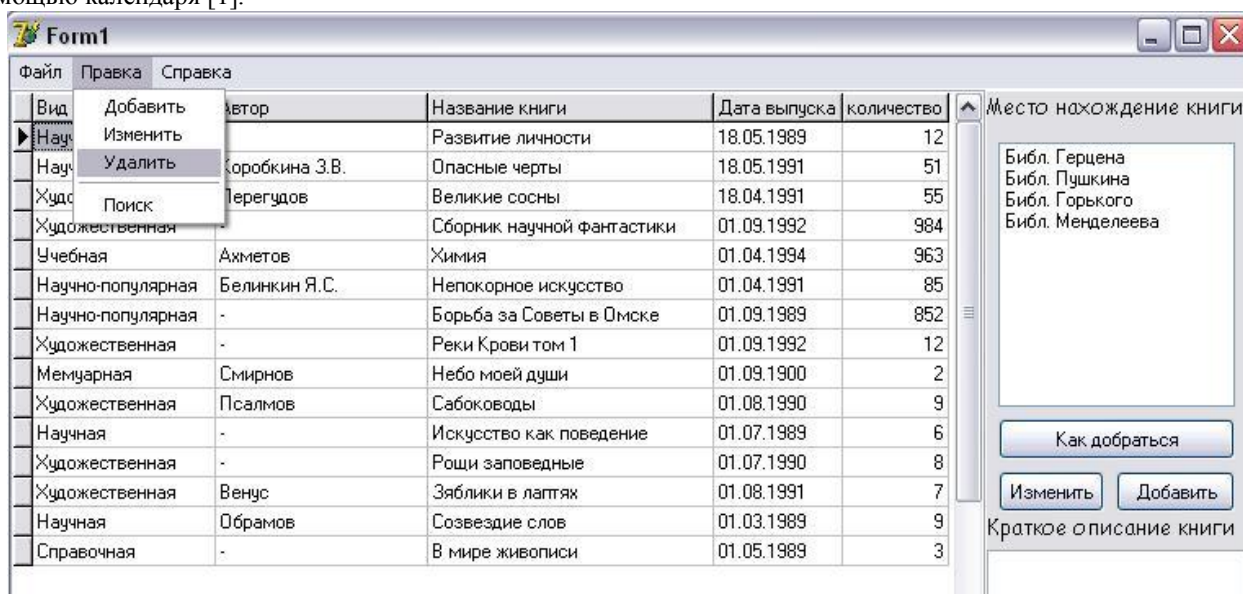 мощью календаря [1].
Form1
Файл Правка Справка
Вид Автор Название книги Дата выпуска количество
Добавить
Изменить
Удалить
Поиск
Развитие личности 18.05.1989 12
Коробкина З.В. Опасные черты 18.05.1991 51
Перегудов Великие сосны 18.04.1991 55
Художественная - Сборник научной фантастики 01.09.1992 984
Учебная Ахметов Химия 01.04.1994 963
Научно-популярная Белинкин Я.С. Непокорное искусство 01.04.1991 85
Научно-популярная - Борьба за Советы в Омске 01.09.1989 852
Художественная - Реки Крови том 1 01.09.1992 12
Мемуарная Смирнов Небо моей души 01.09.1900 2
Художественная Псалмов Сабоководы 01.08.1990 9
Научная - Искусство как поведение 01.07.1989 6
Художественная - Рощи заповедные 01.07.1990 8
Художественная Венус Зяблики в лаптях 01.08.1991 7
Научная Обрамов Созвездие слов 01.03.1989 9
Справочная - В мире живописи 01.05.1989 3
Место нахождение книги
Библ. Герцена
Библ. Пушкина
Библ. Горького
Библ. Менделеева
Как добраться
Изменить Добавить
Краткое описание книги